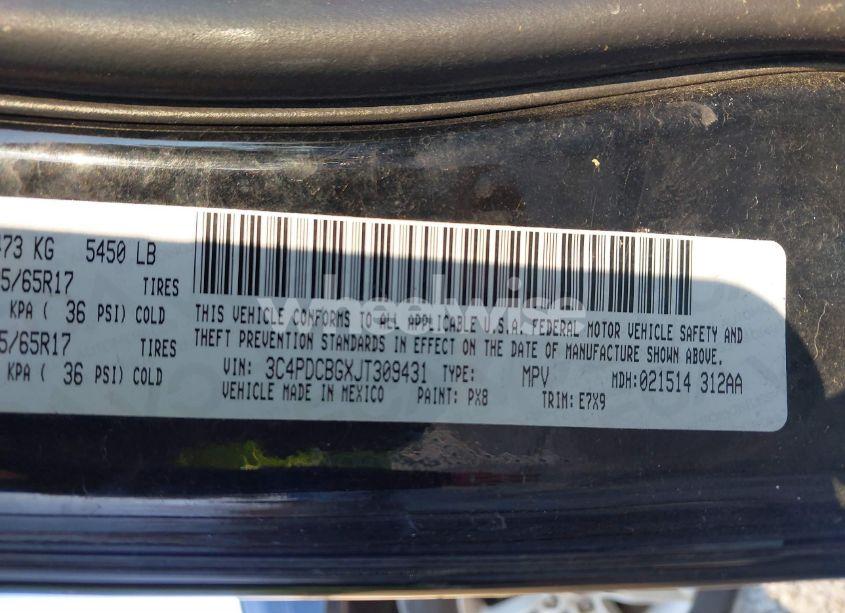 473 KG 5450 LB
5/65R17 TIRES
KPA ( 36 PSI) COLD
5/65R17 TIRES
KPA ( 36 PSI) COLD
THIS VEHICLE CONFORMS TO ALL APPLICABLE U.S.A. FEDERAL MOTOR VEHICLE SAFETY AND
THEFT PREVENTION STANDARDS IN EFFECT ON THE DATE OF MANUFACTURE SHOWN ABOVE.
VIN: 3C4PDCBGXJT309431 TYPE: MPV MDH:021514 312AA
VEHICLE MADE IN MEXICO PAINT: PX8 TRIM: E7X9
wheelwise